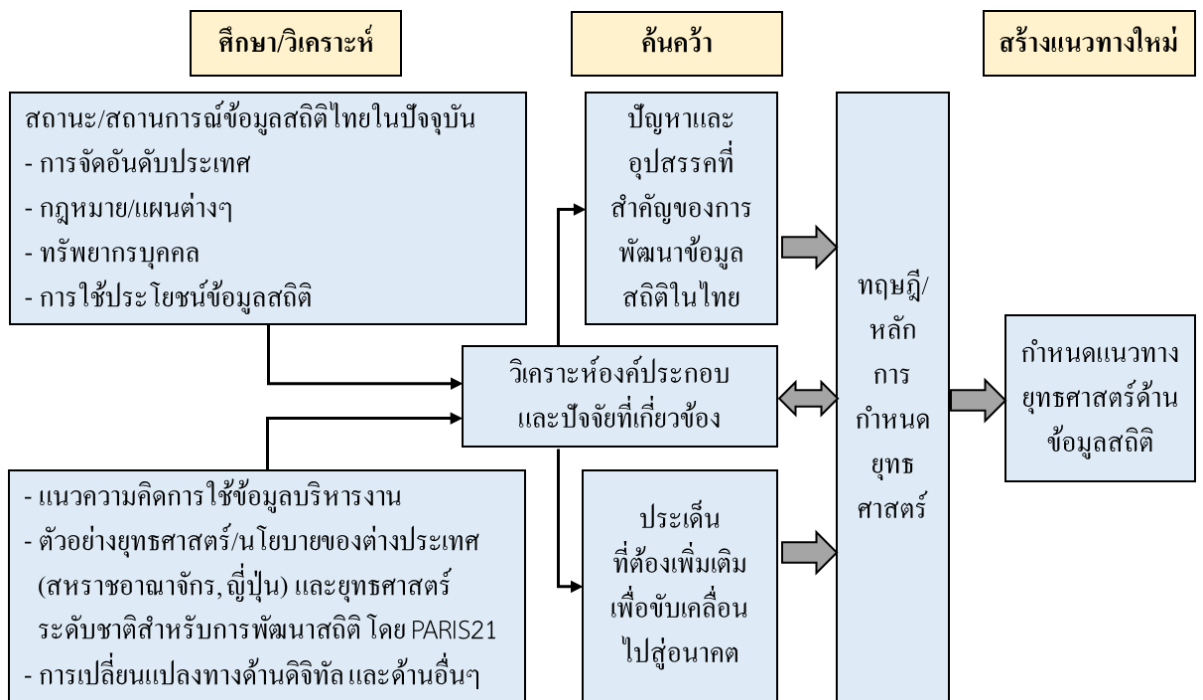 ศึกษา/วิเคราะห์
ค้นคว้า
สร้างแนวทางใหม่
สถานะ/สถานการณ์ข้อมูลสถิติไทยในปัจจุบัน
- การจัดอันดับประเทศ
- กฎหมาย/แผนต่างๆ
- ทรัพยากรบุคคล
- การใช้ประโยชน์ข้อมูลสถิติ
ปัญหาและ
อุปสรรคที่
สำคัญของการ
พัฒนาข้อมูล
สถิติในไทย
วิเคราะห์องค์ประกอบ
และปัจจัยที่เกี่ยวข้อง
- แนวความคิดการใช้ข้อมูลบริหารงาน
- ตัวอย่างยุทธศาสตร์/นโยบายของต่างประเทศ
(สหราชอาณาจักร, ญี่ปุ่น) และยุทธศาสตร์
ระดับชาติสำหรับการพัฒนาสถิติ โดย PARIS21
- การเปลี่ยนแปลงทางด้านดิจิทัล และด้านอื่นๆ
ประเด็น
ที่ต้องเพิ่มเติม
เพื่อขับเคลื่อน
ไปสู่อนาคต
ทฤษฎี/
หลัก
การ
กำหนด
ยุทธ
ศาสตร์
กำหนดแนวทาง
ยุทธศาสตร์ด้าน
ข้อมูลสถิติ